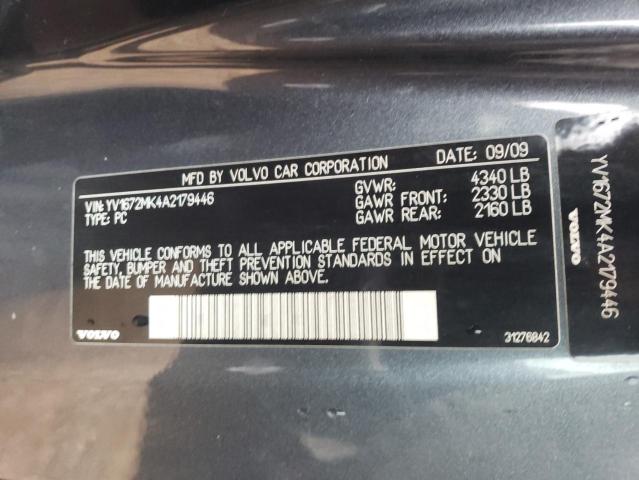 MFD BY VOLVO CAR CORPORATION DATE: 09/09
VIN: YV1672MK4A2179446
TYPE: PC
GVWR: 4340 LB
GAWR FRONT: 2330 LB
GAWR REAR: 2160 LB
THIS VEHICLE CONFORMS TO ALL APPLICABLE FEDERAL MOTOR VEHICLE
SAFETY, BUMPER AND THEFT PREVENTION STANDARDS IN EFFECT ON
THE DATE OF MANUFACTURE SHOWN ABOVE.
VOLVO
31276842
YV1672MK4A2179446
VOLVO